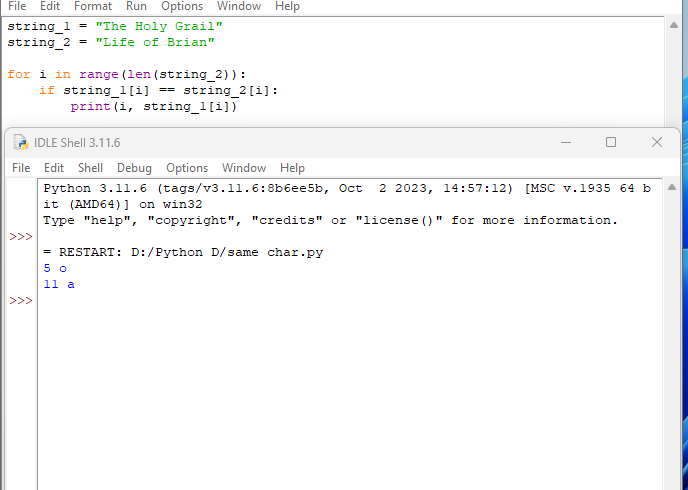 File Edit Format Run Options Window Help
string_1 = "The Holy Grail"
string_2 = "Life of Brian"
for i in range(len(string_2)):
    if string_1[i] == string_2[i]:
        print(i, string_1[i])
IDLE Shell 3.11.6
File Edit Shell Debug Options Window Help
Python 3.11.6 (tags/v3.11.6:8b6ee5b, Oct  2 2023, 14:57:12) [MSC v.1935 64 b
it (AMD64)] on win32
Type "help", "copyright", "credits" or "license()" for more information.
>>>
= RESTART: D:/Python D/same char.py
5 o
11 a
>>>